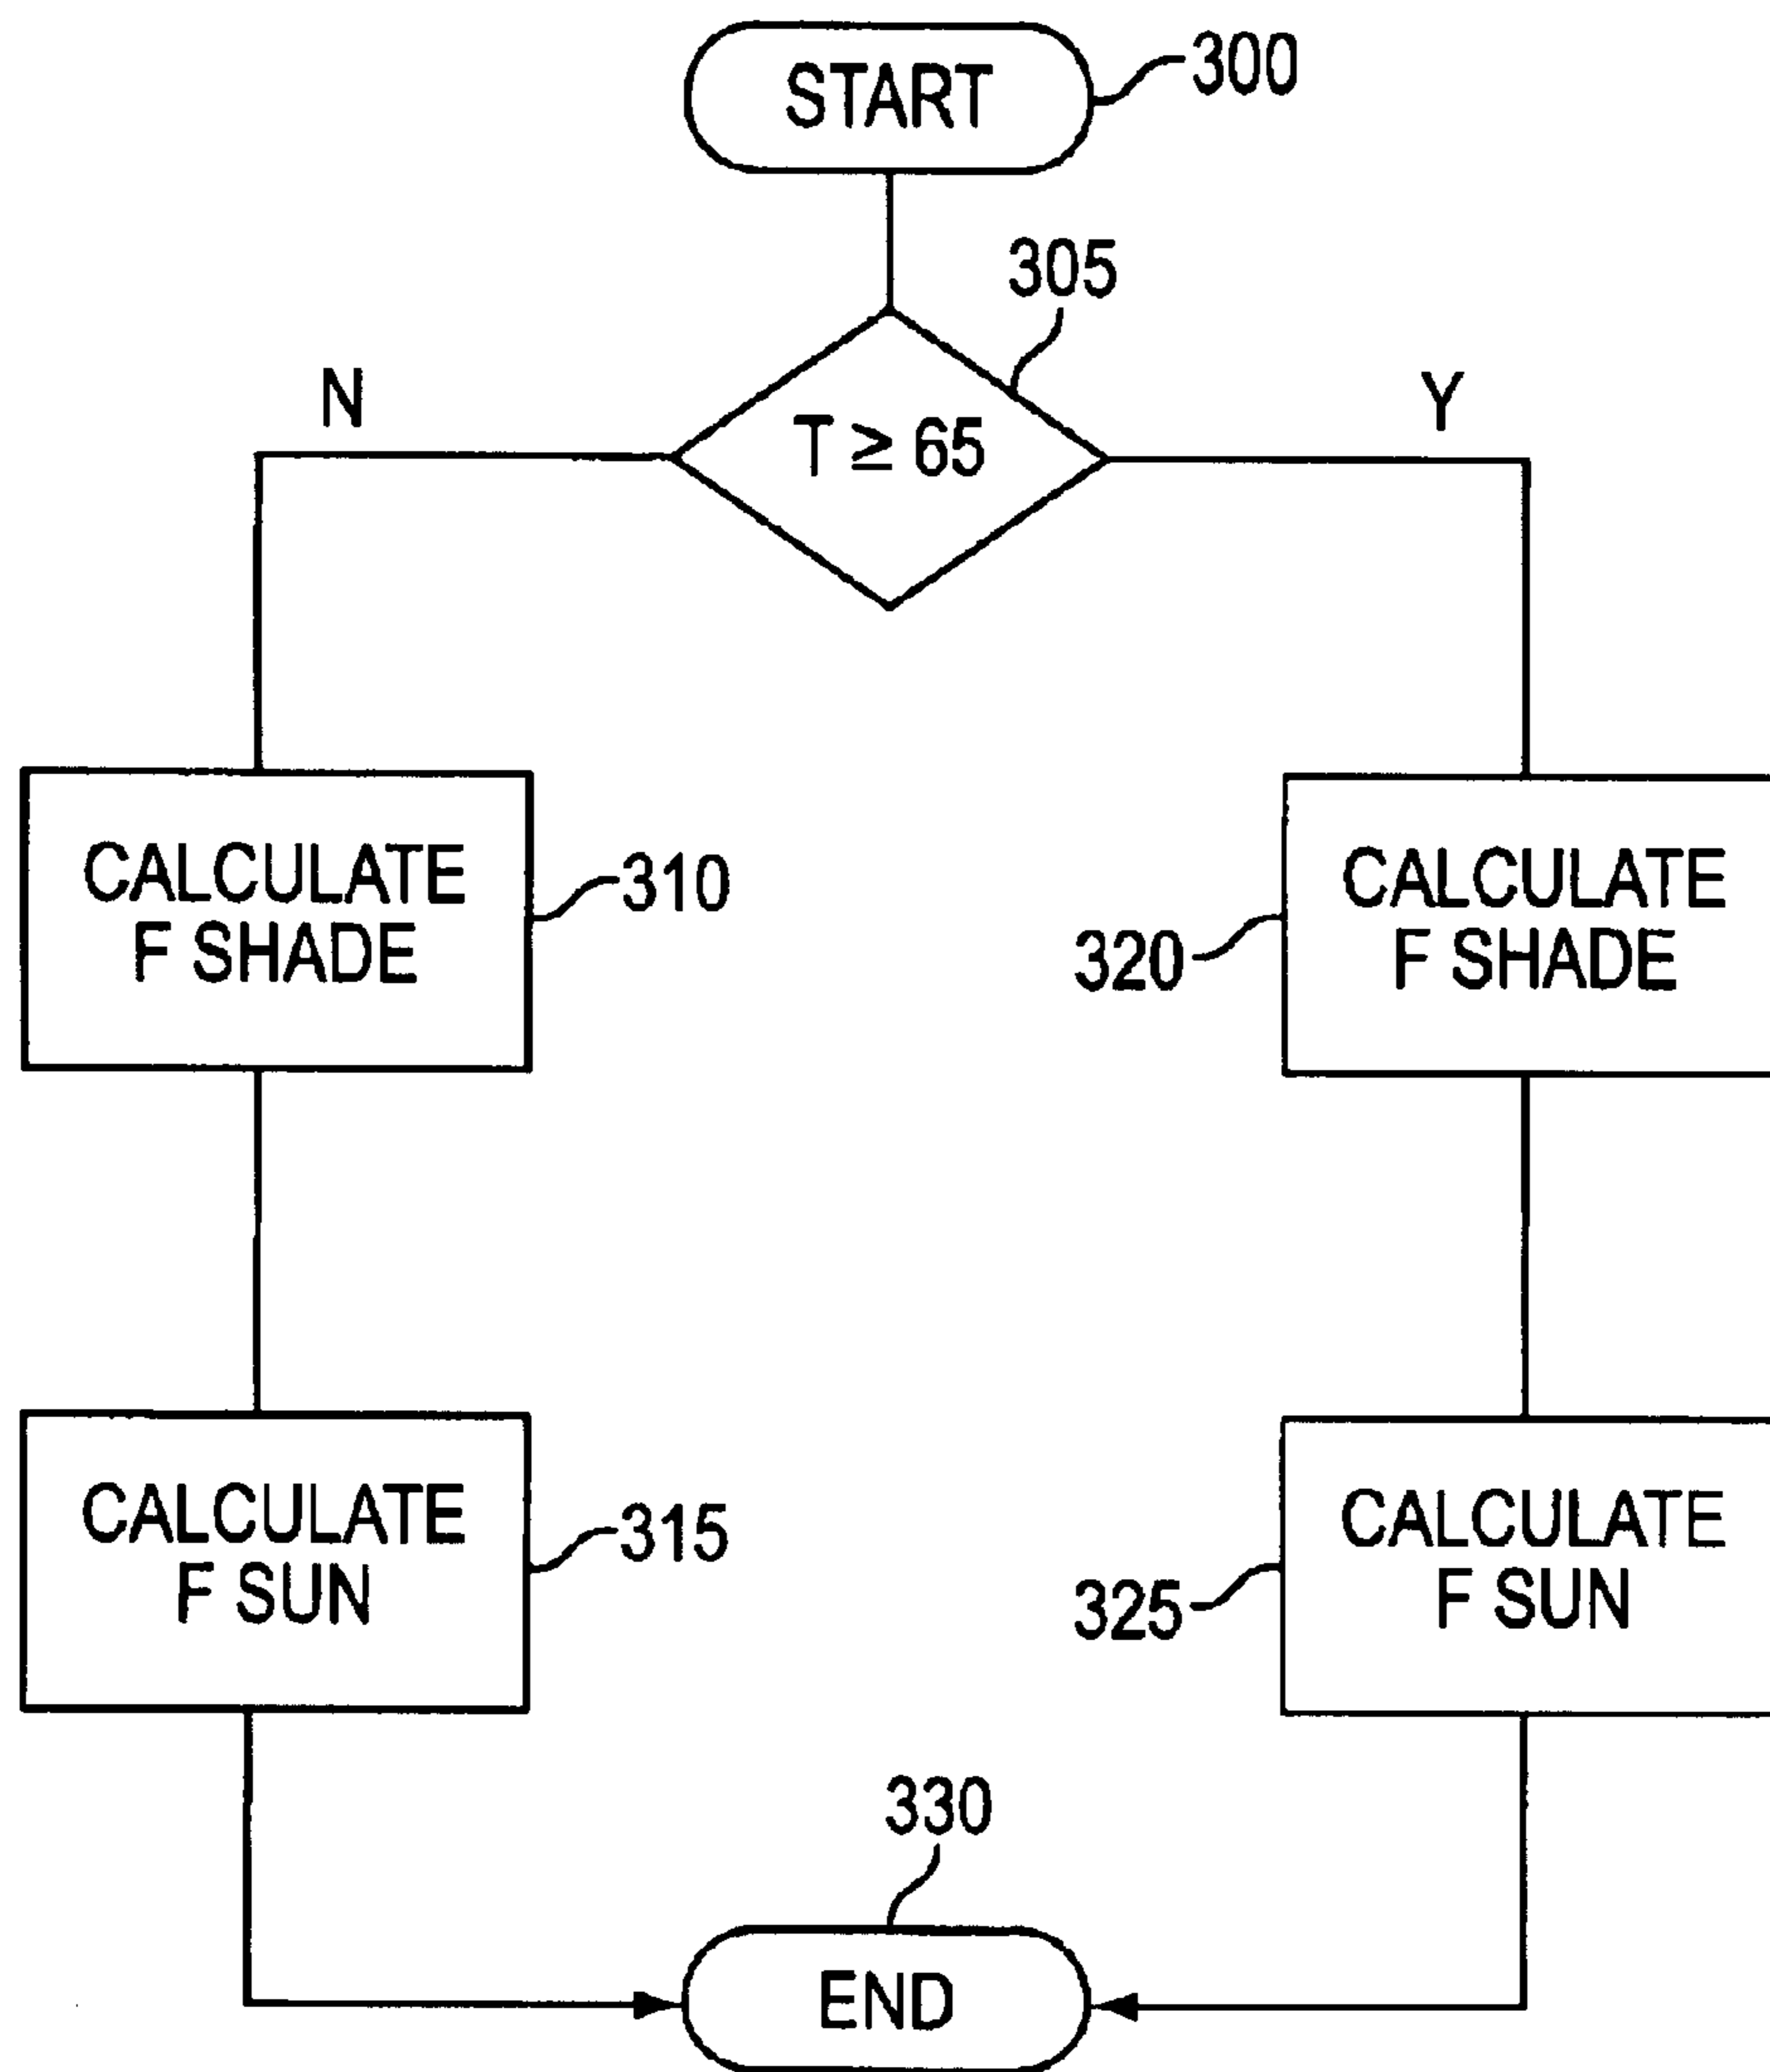 START
300
305
N
T ≥ 65
Y
CALCULATE
F SHADE
310
320
CALCULATE
F SHADE
CALCULATE
F SUN
315
325
CALCULATE
F SUN
330
END